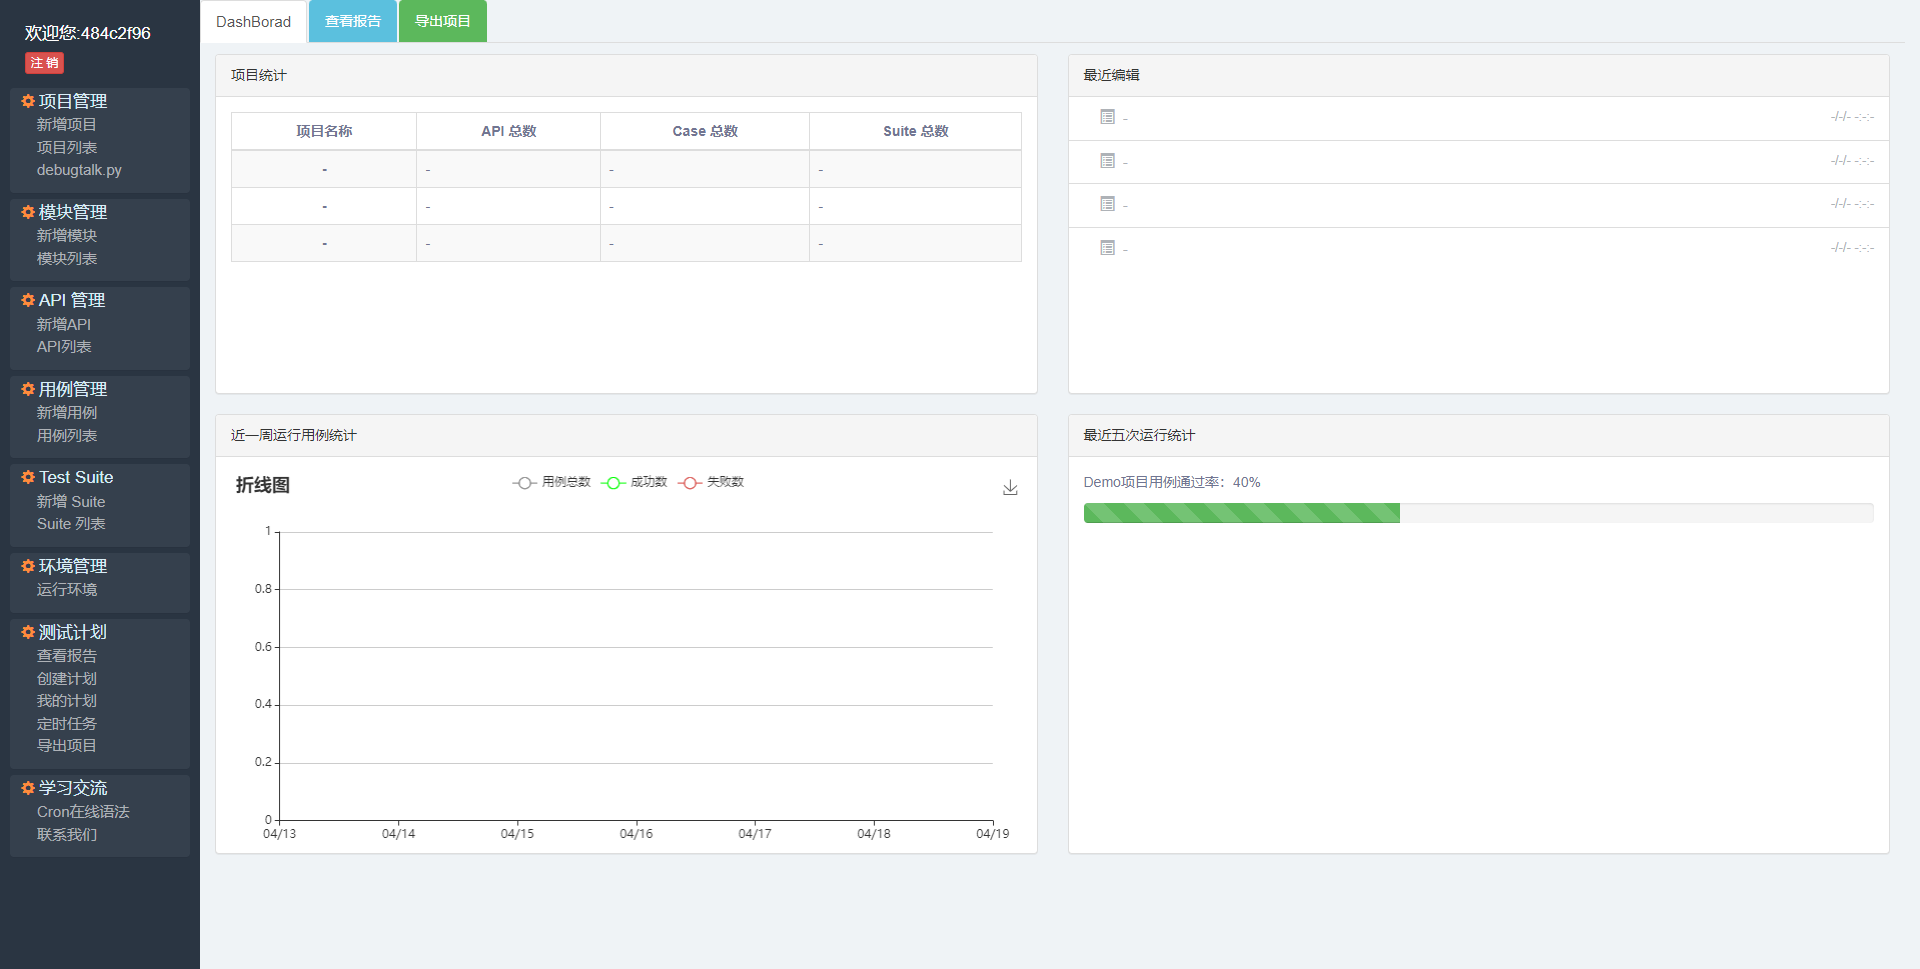 欢迎您:484c2f96
注 销
项目管理
新增项目
项目列表
debugtalk.py
模块管理
新增模块
模块列表
API 管理
新增API
API列表
用例管理
新增用例
用例列表
Test Suite
新增 Suite
Suite 列表
环境管理
运行环境
测试计划
查看报告
创建计划
我的计划
定时任务
导出项目
学习交流
Cron在线语法
联系我们
DashBorad 查看报告 导出项目
项目统计
项目名称 API 总数 Case 总数 Suite 总数
- - - -
- - - -
- - - -
最近编辑
- -/-/- -:-:-
- -/-/- -:-:-
- -/-/- -:-:-
- -/-/- -:-:-
近一周运行用例统计
折线图 用例总数 成功数 失败数
1
0.8
0.6
0.4
0.2
0
04/13 04/14 04/15 04/16 04/17 04/18 04/19
最近五次运行统计
Demo项目用例通过率：40%